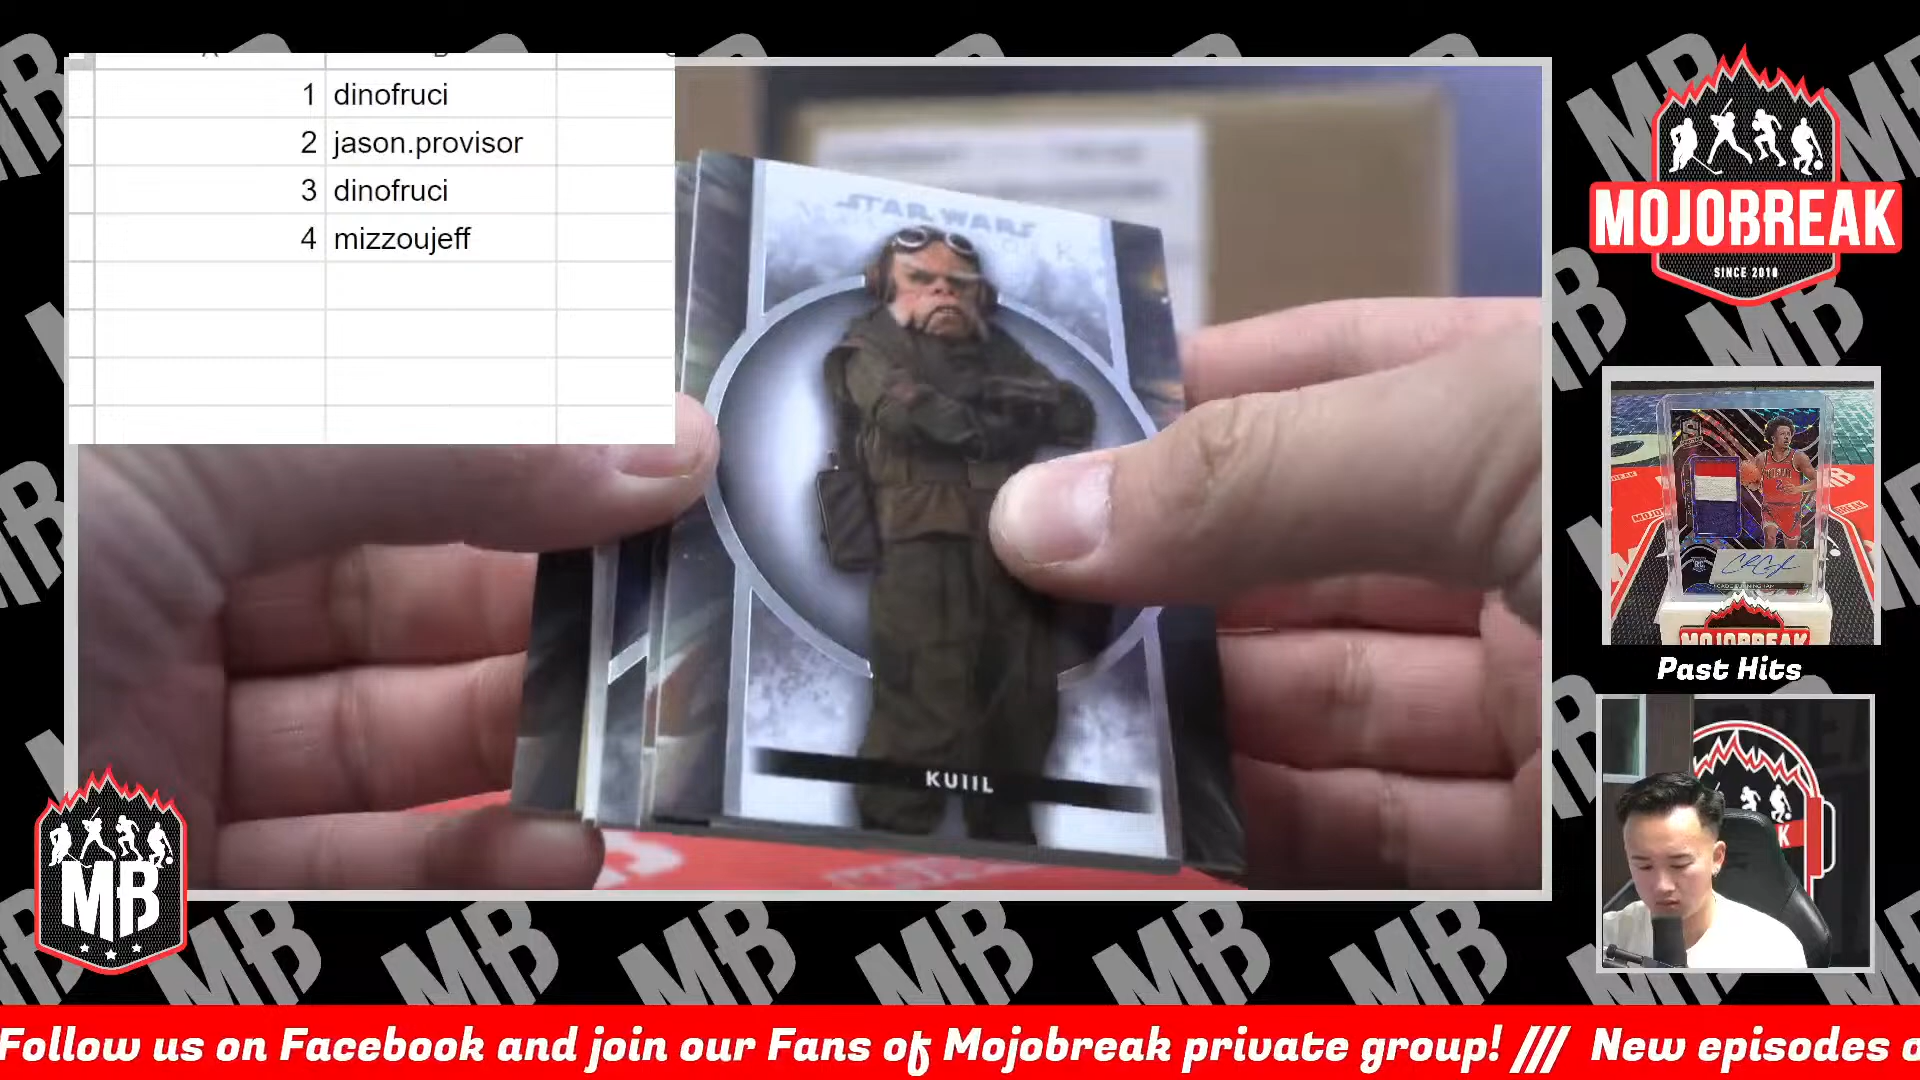 1 dinofruci
2 jason.provisor
3 dinofruci
4 mizzoujeff
STAR WARS
KUIIL
MOJOBREAK
SINCE 2010
MOJOBREAK
Past Hits
MB
Follow us on Facebook and join our Fans of Mojobreak private group! /// New episodes o